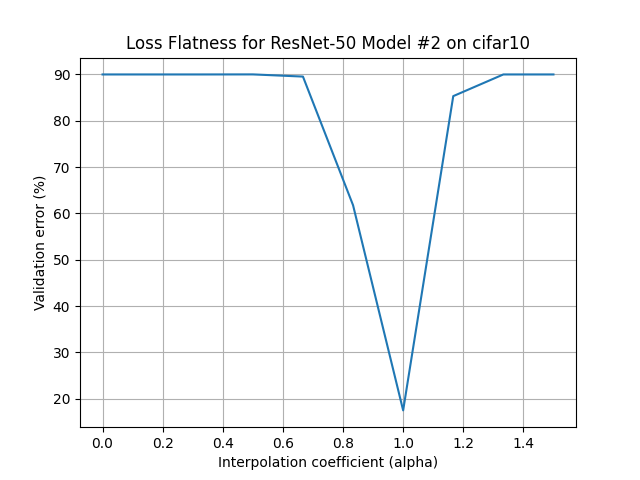 Loss Flatness for ResNet-50 Model #2 on cifar10
90
80
70
60
50
40
30
20
Validation error (%)
0.0 0.2 0.4 0.6 0.8 1.0 1.2 1.4
Interpolation coefficient (alpha)